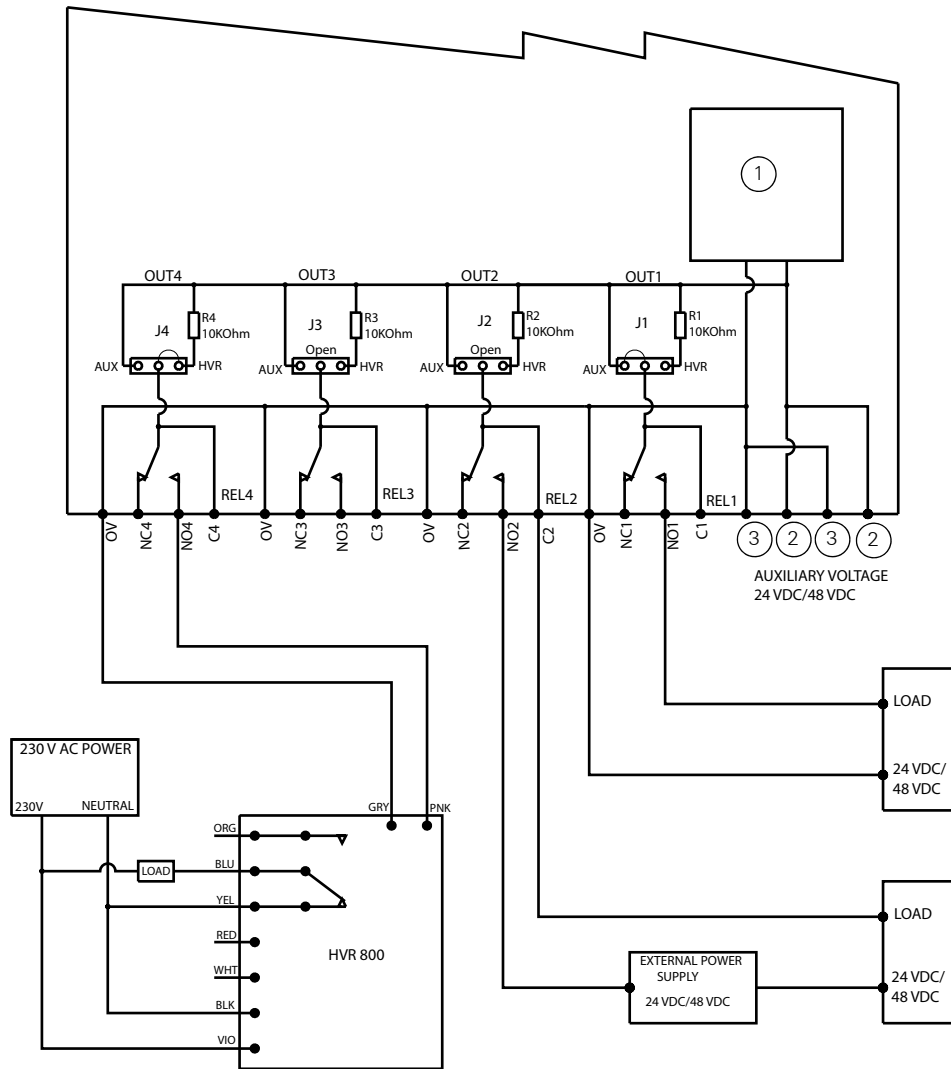 1
OUT4
OUT3
OUT2
OUT1
R4
10KOhm
R3
10KOhm
R2
10KOhm
R1
10KOhm
J4
J3
J2
J1
Open
Open
AUX
HVR
AUX
HVR
AUX
HVR
AUX
HVR
REL4
REL3
REL2
REL1
OV
NC4
NO4
C4
OV
NC3
NO3
C3
OV
NC2
NO2
C2
OV
NC1
NO1
C1
3
2
3
2
AUXILIARY VOLTAGE
24 VDC/48 VDC
LOAD
24 VDC/
48 VDC
230 V AC POWER
230V
NEUTRAL
GRY
PNK
ORG
LOAD
BLU
YEL
RED
WHT
BLK
VIO
HVR 800
EXTERNAL POWER
SUPPLY
24 VDC/48 VDC
LOAD
24 VDC/
48 VDC